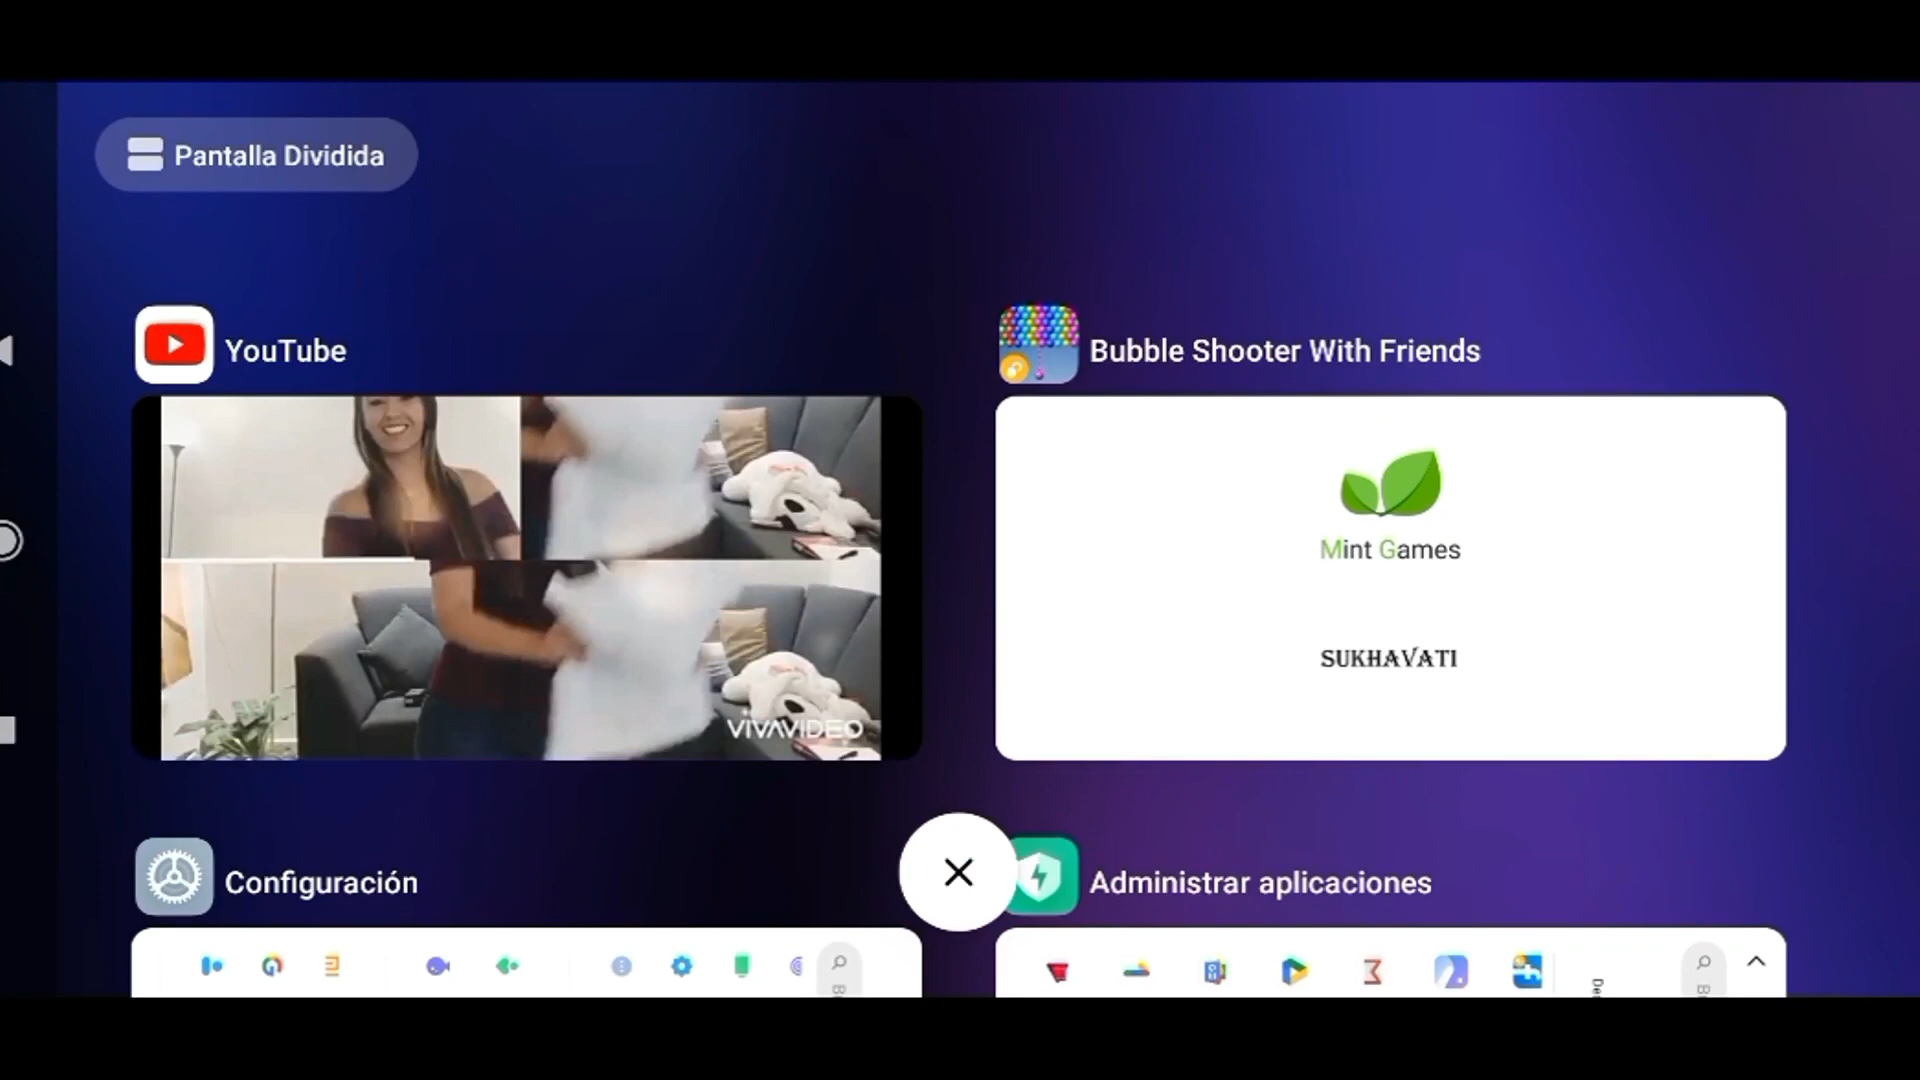 Pantalla Dividida
YouTube
Bubble Shooter With Friends
VIVAVIDEO
Mint Games
SUKHAVATI
Configuración
Administrar aplicaciones